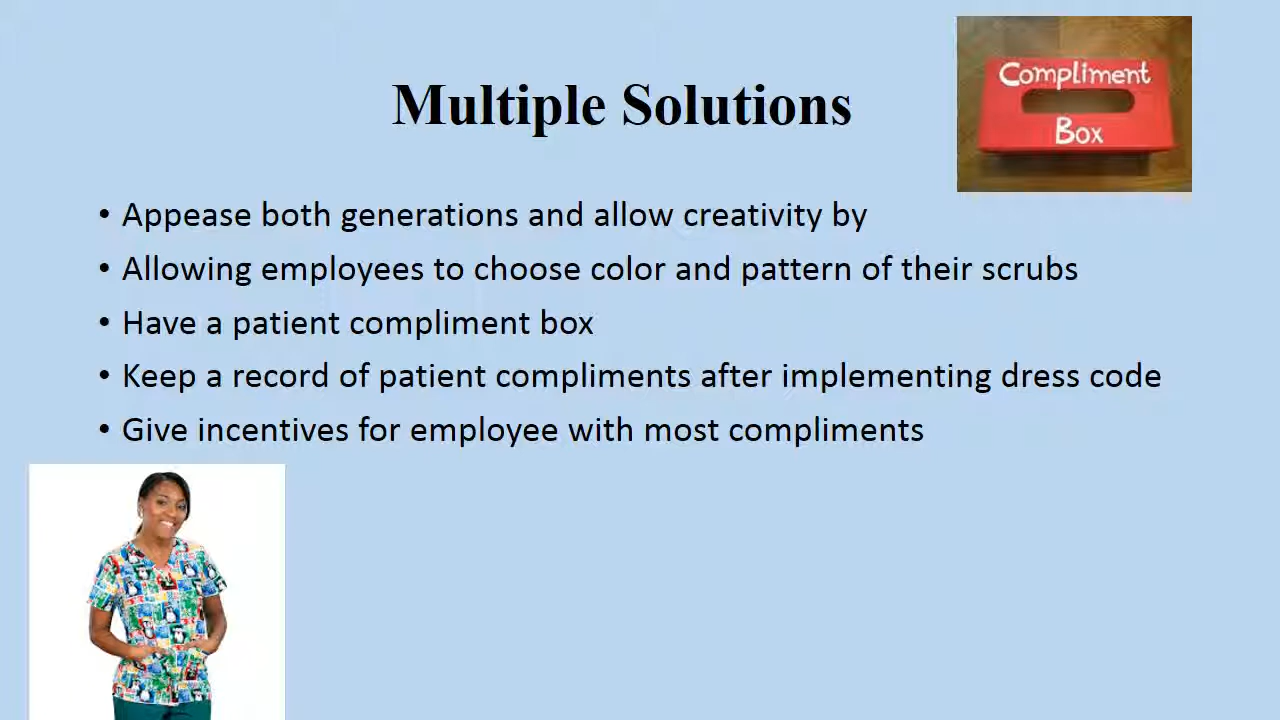 Compliment
Box
Multiple Solutions
• Appease both generations and allow creativity by
• Allowing employees to choose color and pattern of their scrubs
• Have a patient compliment box
• Keep a record of patient compliments after implementing dress code
• Give incentives for employee with most compliments